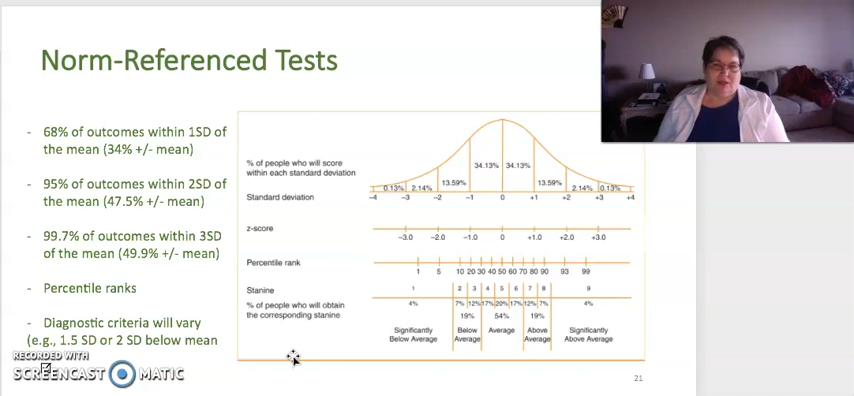 Norm-Referenced Tests
- 68% of outcomes within 1SD of
the mean (34% +/- mean)
- 95% of outcomes within 2SD of
the mean (47.5% +/- mean)
- 99.7% of outcomes within 3SD
of the mean (49.9% +/- mean)
- Percentile ranks
- Diagnostic criteria will vary
(e.g., 1.5 SD or 2 SD below mean
% of people who will score
within each standard deviation
0.13% 2.14% 13.59% 34.13% 34.13% 13.59% 2.14% 0.13%
Standard deviation
-4 -3 -2 -1 0 +1 +2 +3 +4
z-score
-3.0 -2.0 -1.0 0 +1.0 +2.0 +3.0
Percentile rank
1 5 10 20 30 40 50 60 70 80 90 93 99
Stanine
1 2 3 4 5 6 7 8 9
% of people who will obtain
the corresponding stanine
4% 7% 12% 17% 20% 17% 12% 7% 4%
19% 54% 19%
Significantly
Below Average
Below
Average
Average
Above
Average
Significantly
Above Average
21
RECORDED WITH
SCREENCAST MATIC